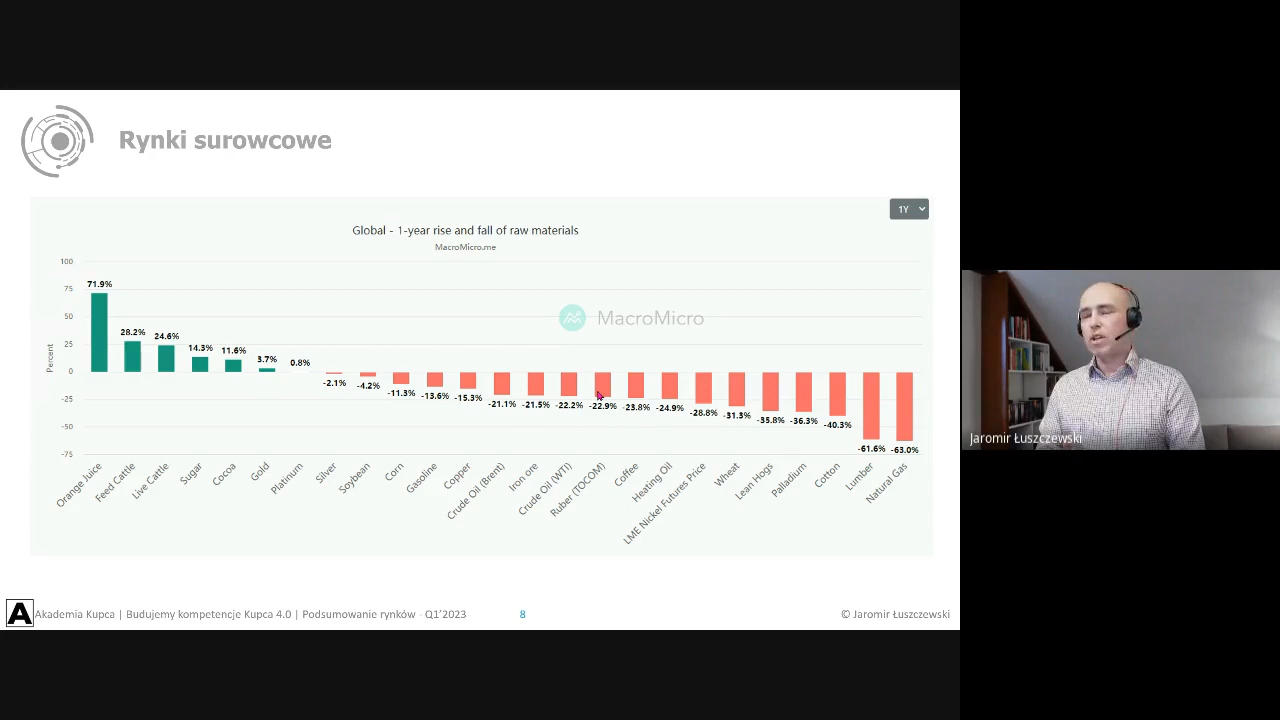 Rynki surowcowe
1Y
Global - 1-year rise and fall of raw materials
MacroMicro.me
MacroMicro
Percent
100
75
50
25
0
-25
-50
-75
71.9%
28.2%
24.6%
14.3%
11.6%
3.7%
0.8%
-2.1%
-4.2%
-11.3%
-13.6%
-15.3%
-21.1%
-21.5%
-22.2%
-22.9%
-23.8%
-24.9%
-28.8%
-31.3%
-35.8%
-36.3%
-40.3%
-61.6%
-63.0%
Orange Juice
Feed Cattle
Live Cattle
Sugar
Cocoa
Gold
Platinum
Silver
Soybean
Corn
Gasoline
Copper
Crude Oil (Brent)
Iron ore
Crude Oil (WTI)
Ruber (TOCOM)
Coffee
Heating Oil
LME Nickel Futures Price
Wheat
Lean Hogs
Palladium
Cotton
Lumber
Natural Gas
Jaromir Łuszczewski
A
Akademia Kupca | Budujemy kompetencje Kupca 4.0 | Podsumowanie rynków - Q1'2023
8
© Jaromir Łuszczewski